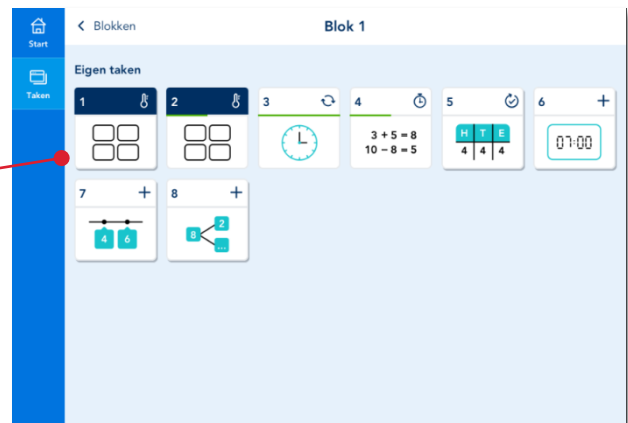 Start
Taken
Blokken
Blok 1
Eigen taken
1
2
3
4
3 + 5 = 8
10 − 8 = 5
5
H T E
4 4 4
6
07:00
7
4 6
8
8 2
...